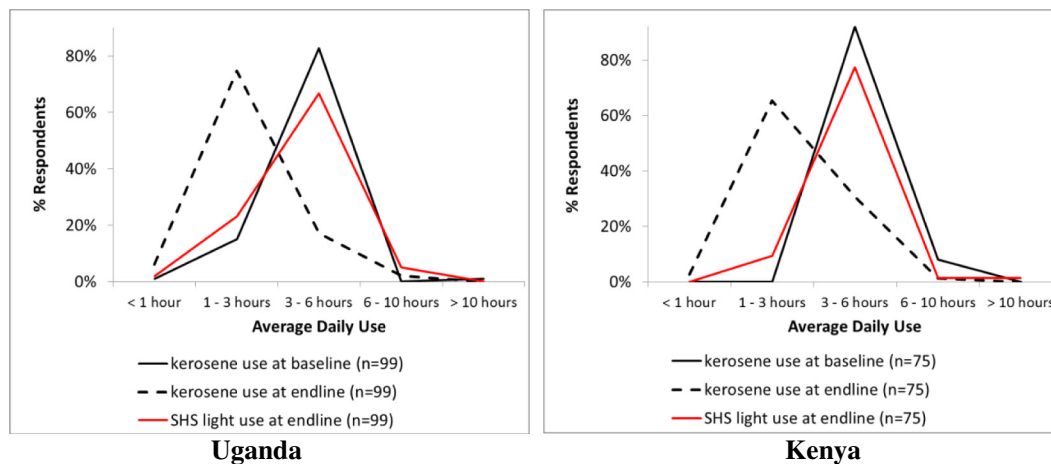 % Respondents
80%
60%
40%
20%
0%
< 1 hour 1 - 3 hours 3 - 6 hours 6 - 10 hours > 10 hours
Average Daily Use
kerosene use at baseline (n=99)
kerosene use at endline (n=99)
SHS light use at endline (n=99)
Uganda
% Respondents
80%
60%
40%
20%
0%
< 1 hour 1 - 3 hours 3 - 6 hours 6 - 10 hours > 10 hours
Average Daily Use
kerosene use at baseline (n=75)
kerosene use at endline (n=75)
SHS light use at endline (n=75)
Kenya